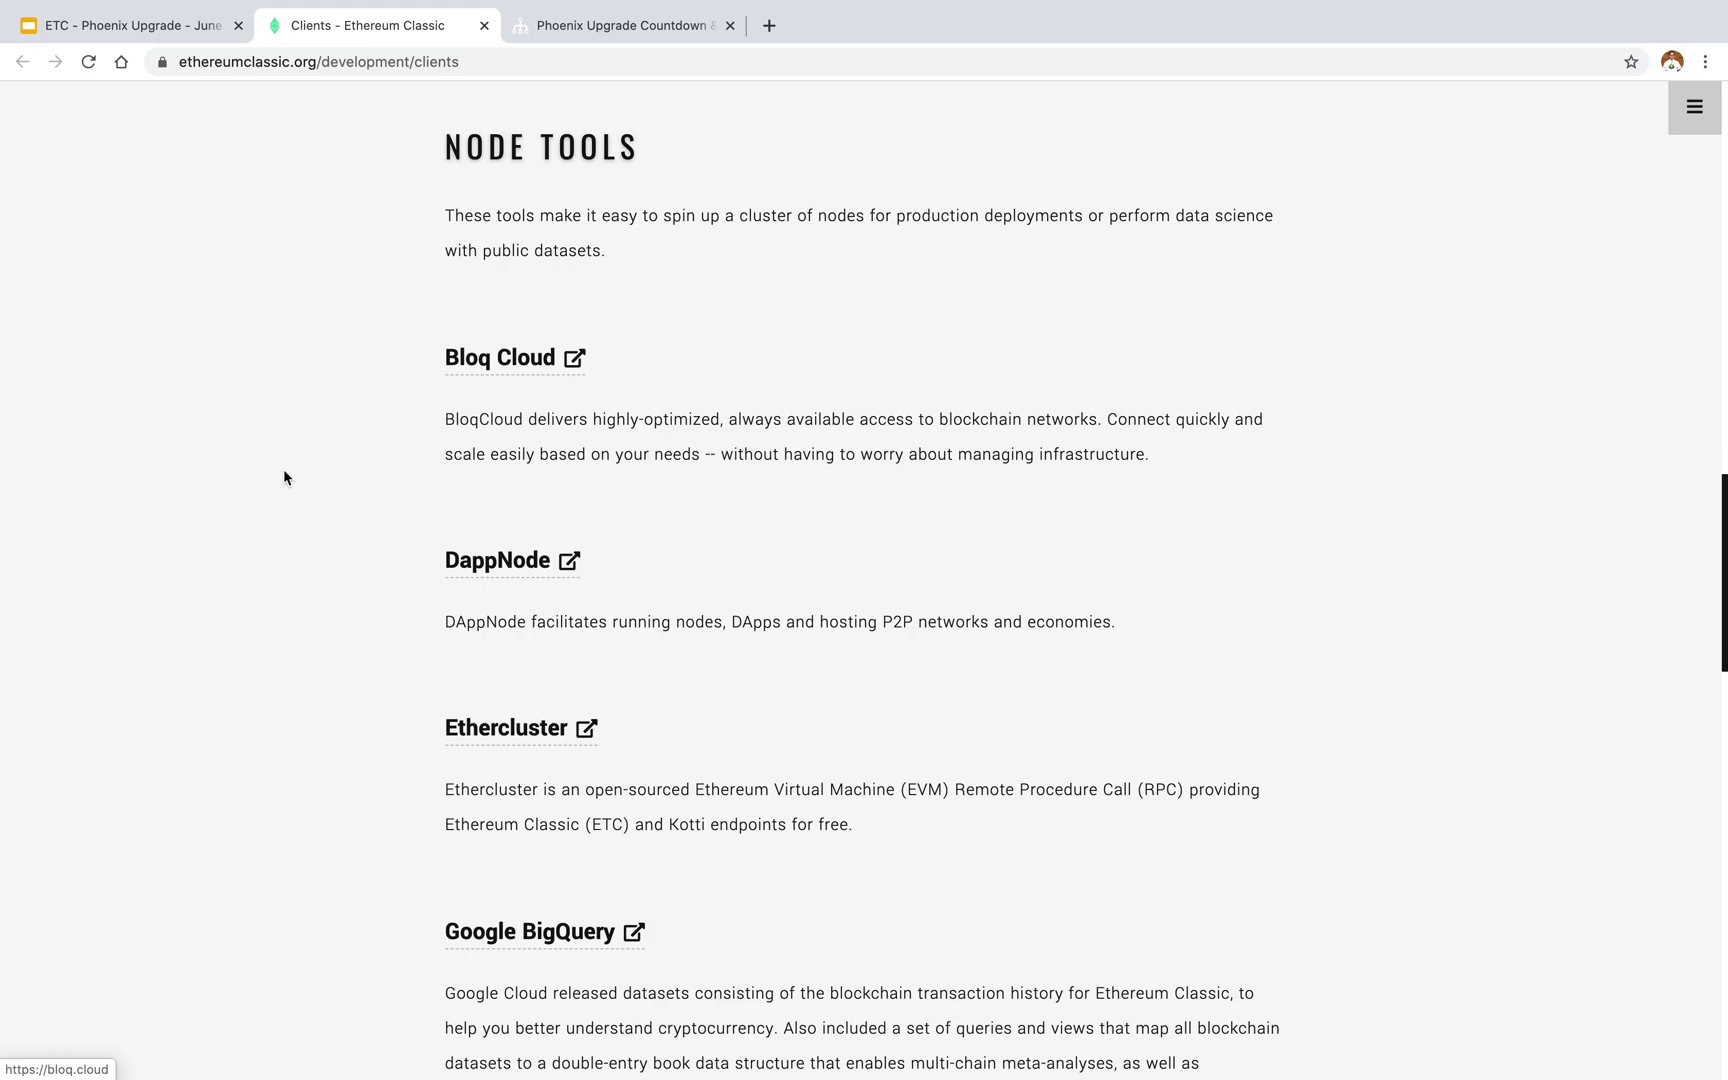 ETC - Phoenix Upgrade - June
Clients - Ethereum Classic
Phoenix Upgrade Countdown &
ethereumclassic.org/development/clients
NODE TOOLS
These tools make it easy to spin up a cluster of nodes for production deployments or perform data science
with public datasets.
Bloq Cloud
BloqCloud delivers highly-optimized, always available access to blockchain networks. Connect quickly and
scale easily based on your needs -- without having to worry about managing infrastructure.
DappNode
DAppNode facilitates running nodes, DApps and hosting P2P networks and economies.
Ethercluster
Ethercluster is an open-sourced Ethereum Virtual Machine (EVM) Remote Procedure Call (RPC) providing
Ethereum Classic (ETC) and Kotti endpoints for free.
Google BigQuery
Google Cloud released datasets consisting of the blockchain transaction history for Ethereum Classic, to
help you better understand cryptocurrency. Also included a set of queries and views that map all blockchain
datasets to a double-entry book data structure that enables multi-chain meta-analyses, as well as
https://bloq.cloud